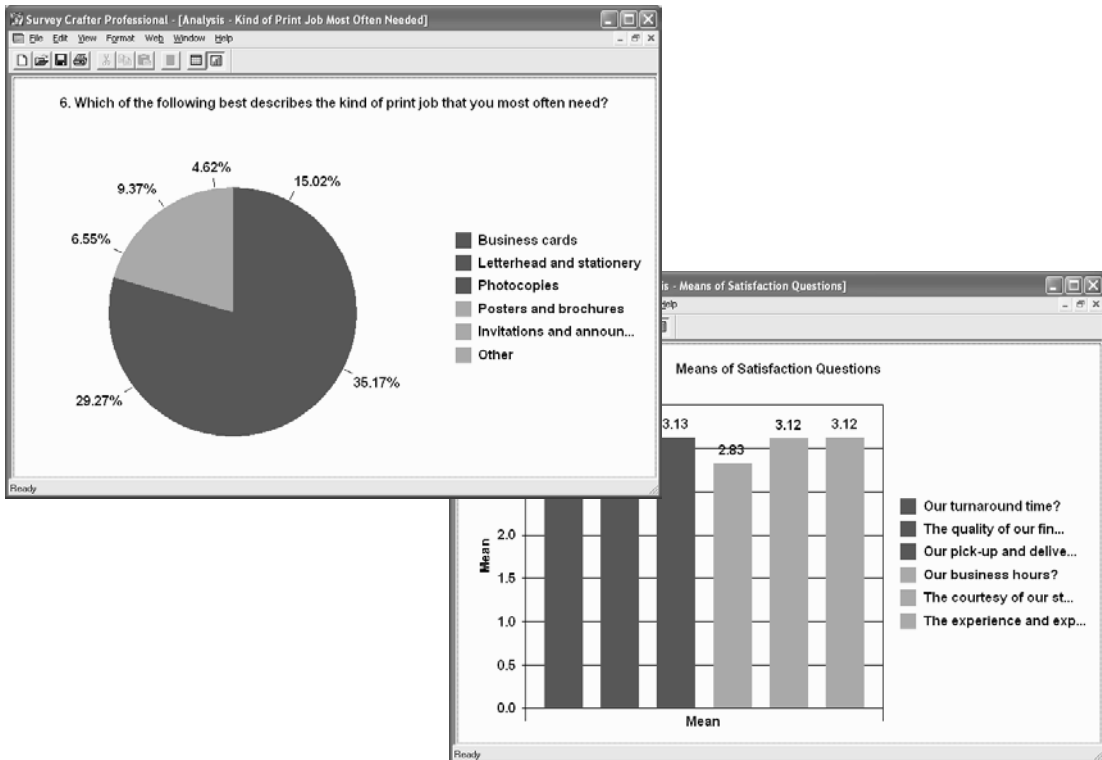 Survey Crafter Professional - [Analysis - Kind of Print Job Most Often Needed]
File Edit View Format Web Window Help
6. Which of the following best describes the kind of print job that you most often need?
4.62%
15.02%
9.37%
6.55%
35.17%
29.27%
Business cards
Letterhead and stationery
Photocopies
Posters and brochures
Invitations and announ...
Other
Ready
is - Means of Satisfaction Questions]
Help
Means of Satisfaction Questions
3.13
2.83
3.12
3.12
2.0
1.5
1.0
0.5
0.0
Mean
Mean
Our turnaround time?
The quality of our fin...
Our pick-up and delive...
Our business hours?
The courtesy of our st...
The experience and exp...
Ready